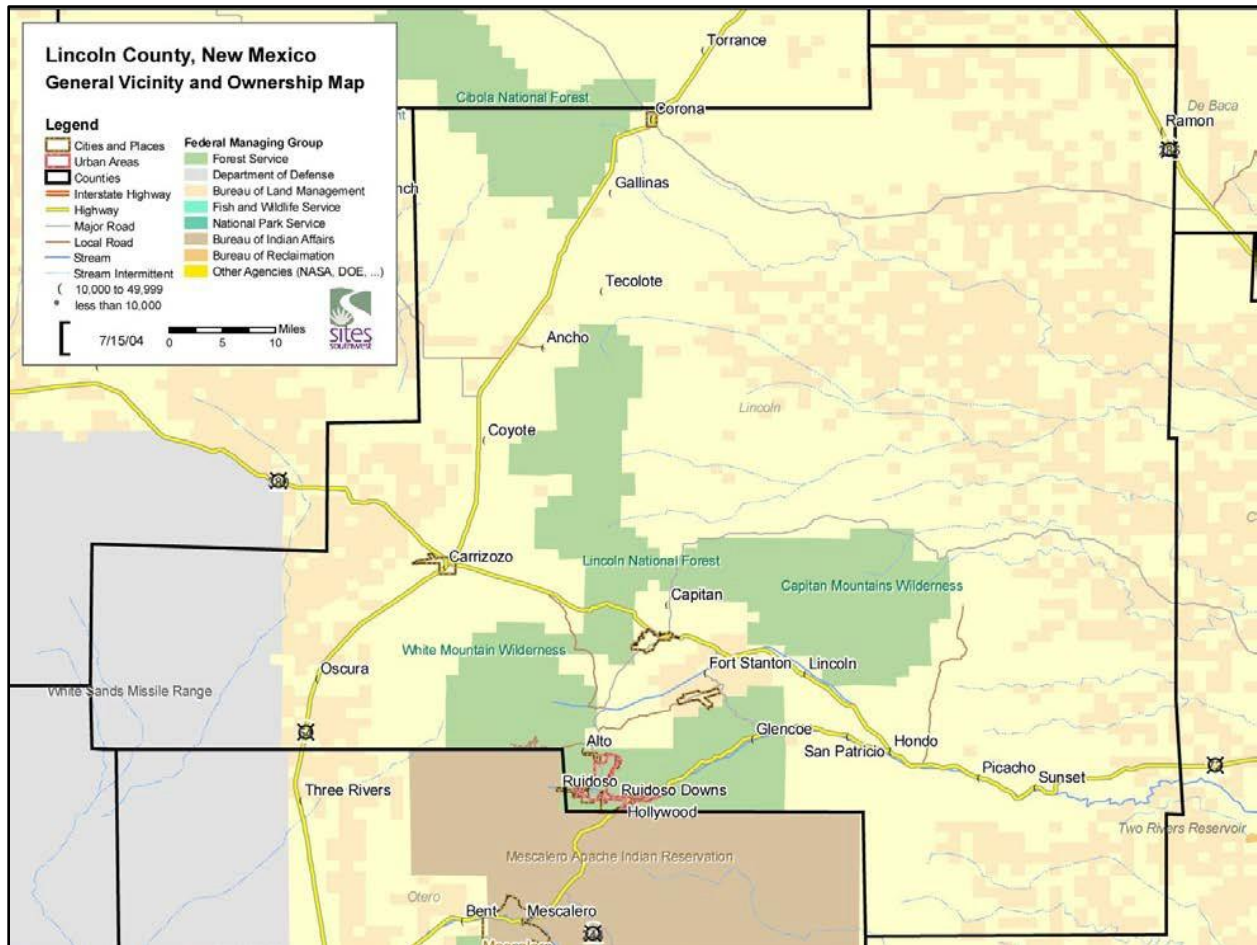 Lincoln County, New Mexico
General Vicinity and Ownership Map
Legend
Cities and Places
Urban Areas
Counties
Interstate Highway
Highway
Major Road
Local Road
Stream
Stream Intermittent
10,000 to 49,999
less than 10,000
Federal Managing Group
Forest Service
Department of Defense
Bureau of Land Management
Fish and Wildlife Service
National Park Service
Bureau of Indian Affairs
Bureau of Reclamation
Other Agencies (NASA, DOE, ...)
7/15/04
0 5 10 Miles
sites
southwest
Torrance
Cibola National Forest
Corona
De Baca
Ramon
Gallinas
Tecolote
Ancho
Lincoln
Coyote
Carrizozo
Lincoln National Forest
Capitan Mountains Wilderness
Capitan
White Mountain Wilderness
Fort Stanton
Lincoln
Oscura
White Sands Missile Range
Glencoe
Alto
San Patricio
Hondo
Picacho
Sunset
Ruidoso
Ruidoso Downs
Three Rivers
Hollywood
Two Rivers Reservoir
Mescalero Apache Indian Reservation
Otero
Bent
Mescalero